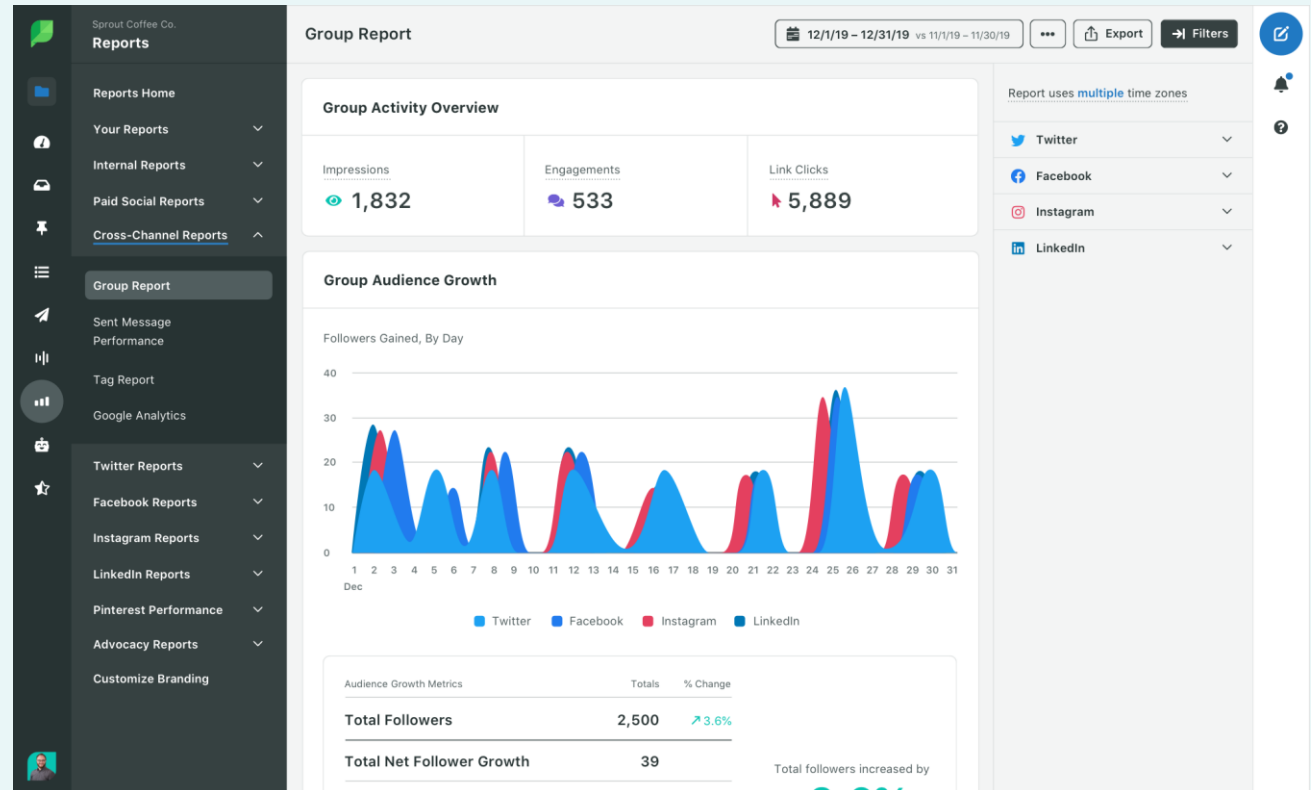 Sprout Coffee Co.
Reports
Reports Home
Your Reports
Internal Reports
Paid Social Reports
Cross-Channel Reports
Group Report
Sent Message
Performance
Tag Report
Google Analytics
Twitter Reports
Facebook Reports
Instagram Reports
LinkedIn Reports
Pinterest Performance
Advocacy Reports
Customize Branding
Group Report
12/1/19 – 12/31/19 vs 11/1/19 – 11/30/19
Export
Filters
Group Activity Overview
Impressions
1,832
Engagements
533
Link Clicks
5,889
Group Audience Growth
Followers Gained, By Day
40
30
20
10
0
1 2 3 4 5 6 7 8 9 10 11 12 13 14 15 16 17 18 19 20 21 22 23 24 25 26 27 28 29 30 31
Dec
Twitter Facebook Instagram LinkedIn
Audience Growth Metrics Totals % Change
Total Followers 2,500 3.6%
Total Net Follower Growth 39
Total followers increased by
Report uses multiple time zones
Twitter
Facebook
Instagram
LinkedIn